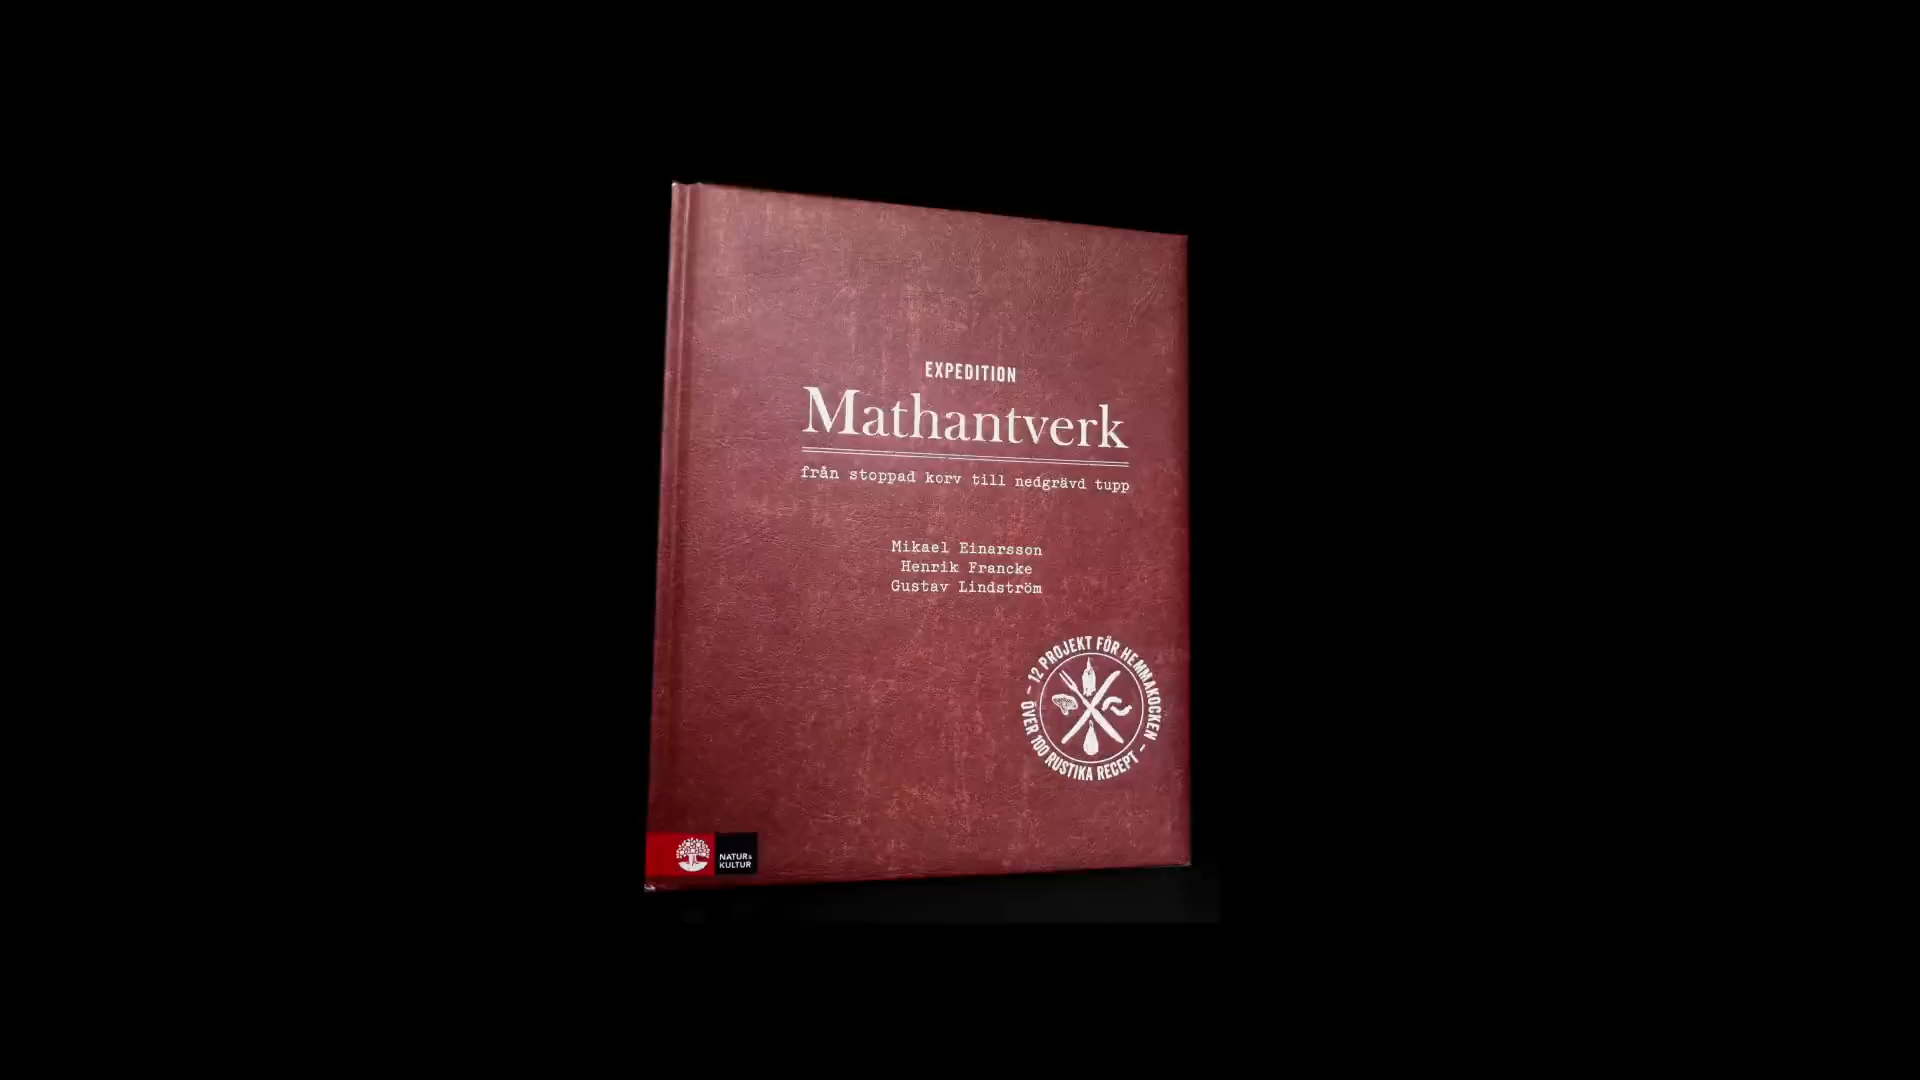 EXPEDITION
Mathantverk
från stoppad korv till nedgrävd tupp
Mikael Einarsson
Henrik Francke
Gustav Lindström
– 12 PROJEKT FÖR HEMMAKOCKEN –
ÖVER 100 RUSTIKA RECEPT
NATUR &
KULTUR